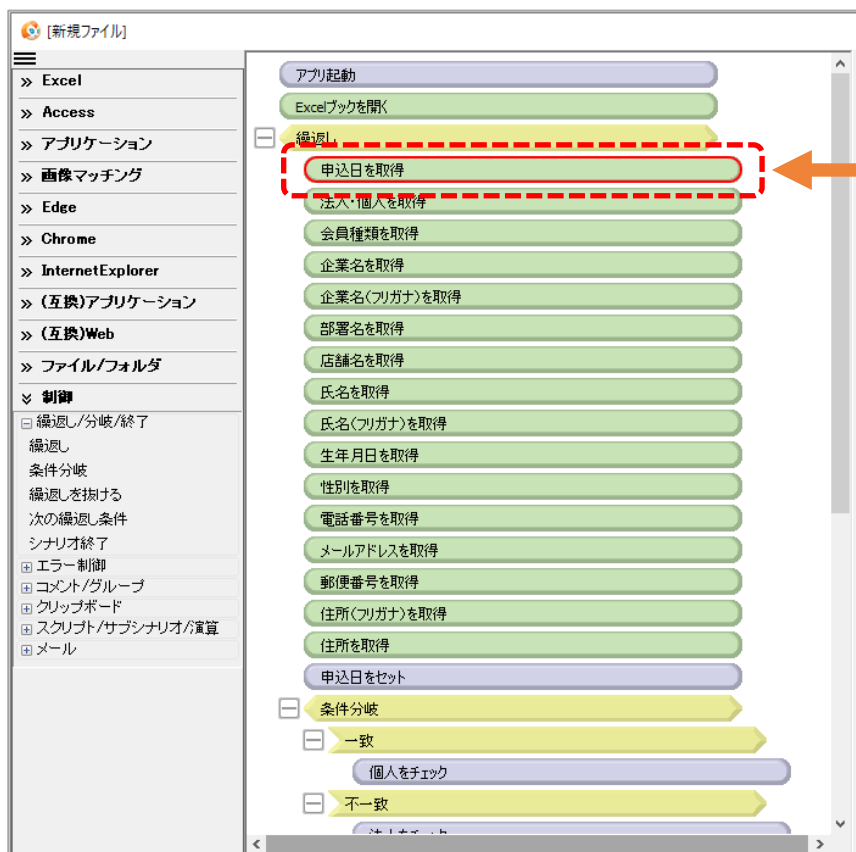 [新規ファイル]
» Excel
» Access
» アプリケーション
» 画像マッチング
» Edge
» Chrome
» InternetExplorer
» (互換)アプリケーション
» (互換)Web
» ファイル/フォルダ
制御
繰返し/分岐/終了
繰返し
条件分岐
繰返しを抜ける
次の繰返し条件
シナリオ終了
エラー制御
コメント/グループ
クリップボード
スクリプト/サブシナリオ/演算
メール
アプリ起動
Excelブックを開く
繰返し
申込日を取得
法人・個人を取得
会員種類を取得
企業名を取得
企業名(フリガナ)を取得
部署名を取得
店舗名を取得
氏名を取得
氏名(フリガナ)を取得
生年月日を取得
性別を取得
電話番号を取得
メールアドレスを取得
郵便番号を取得
住所(フリガナ)を取得
住所を取得
申込日をセット
条件分岐
一致
個人をチェック
不一致